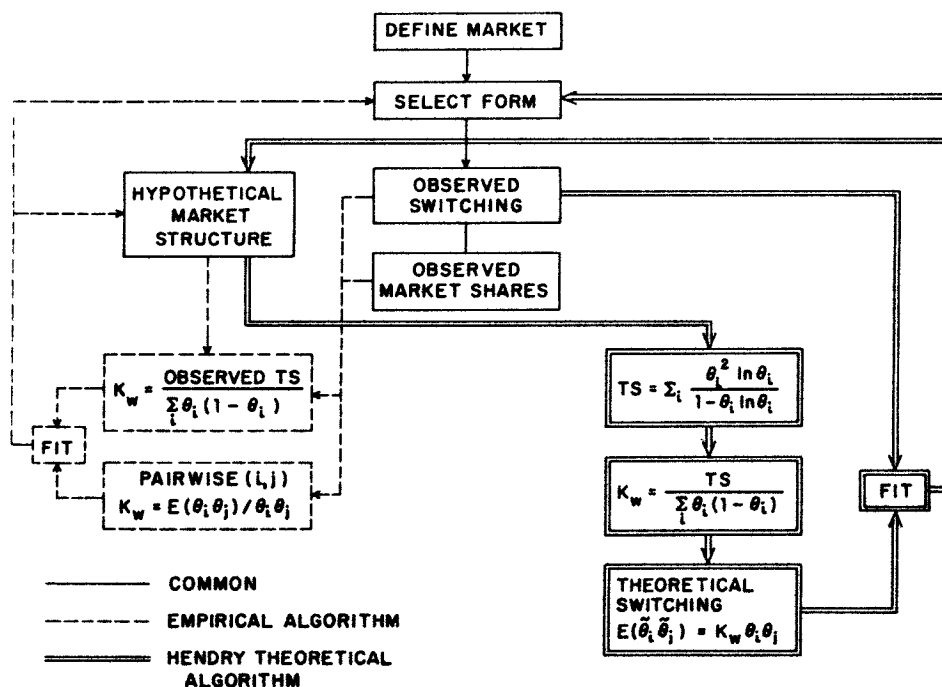 DEFINE MARKET
SELECT FORM
HYPOTHETICAL
MARKET
STRUCTURE
OBSERVED
SWITCHING
OBSERVED
MARKET SHARES
K_w = OBSERVED TS / Σ_i θ_i (1 - θ_i)
FIT
PAIRWISE (i,j)
K_w = E(θ_i θ_j) / θ_i θ_j
TS = Σ_i θ_i² ln θ_i / 1 - θ_i ln θ_i
K_w = TS / Σ_i θ_i (1 - θ_i)
FIT
THEORETICAL
SWITCHING
E(θ̃_i θ̃_j) = K_w θ_i θ_j
COMMON
EMPIRICAL ALGORITHM
HENDRY THEORETICAL
ALGORITHM